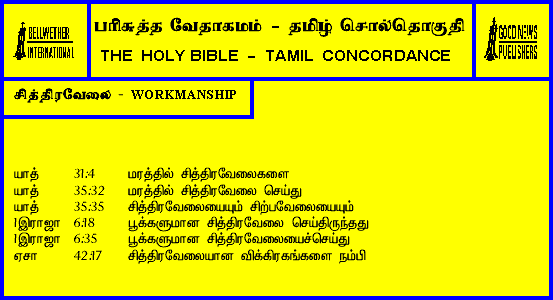 BELLWETHER
INTERNATIONAL
பரிசுத்த வேதாகமம் - தமிழ் சொல்தொகுதி
THE HOLY BIBLE - TAMIL CONCORDANCE
GOOD NEWS
PUBLISHERS
சித்திரவேலை - WORKMANSHIP
யாத் 31:4 மரத்தில் சித்திரவேலைகளை
யாத் 35:32 மரத்தில் சித்திரவேலை செய்து
யாத் 35:35 சித்திரவேலையையும் சிற்பவேலையையும்
1இராஜா 6:18 பூக்களுமான சித்திரவேலை செய்திருந்தது
1இராஜா 6:35 பூக்களுமான சித்திரவேலையைச்செய்து
ஏசா 42:17 சித்திரவேலையான விக்கிரகங்களை நம்பி